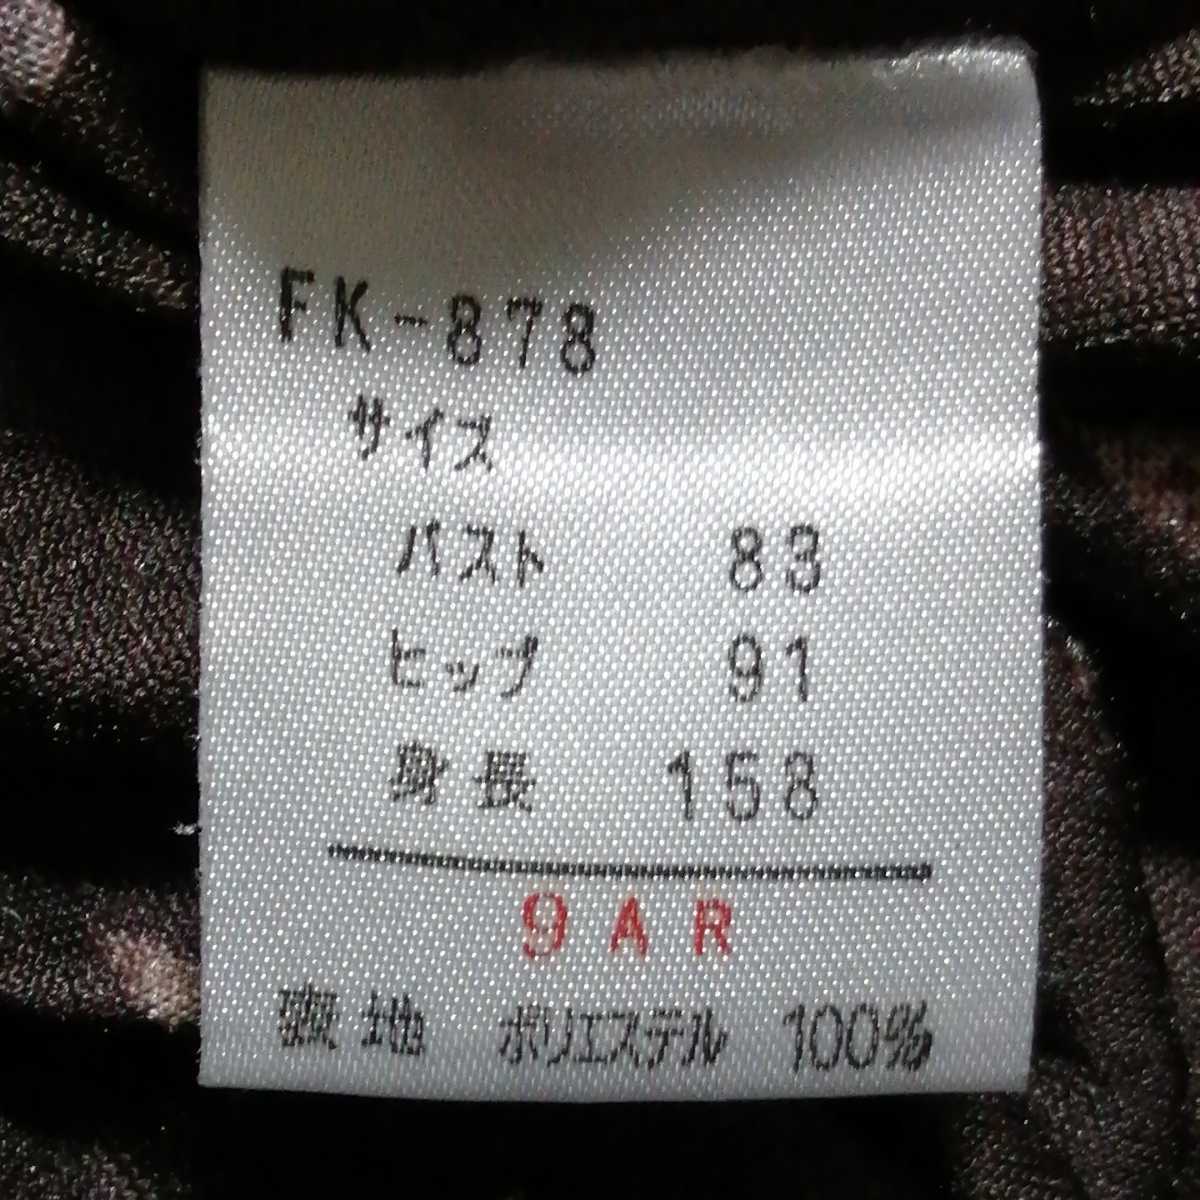 FK-878
サイズ
バスト 83
ヒップ 91
身長 158
9AR
表地 ポリエステル 100%